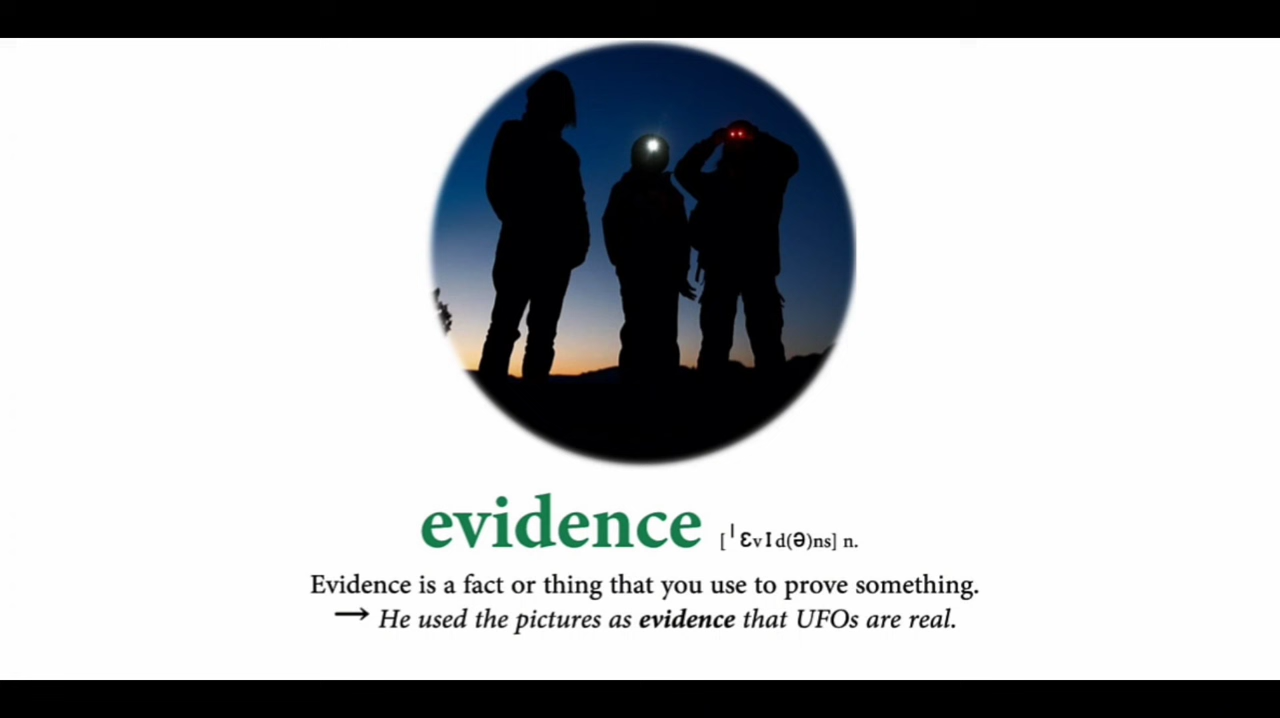 evidence [ˈɛvɪd(ə)ns] n.
Evidence is a fact or thing that you use to prove something.
→ He used the pictures as evidence that UFOs are real.